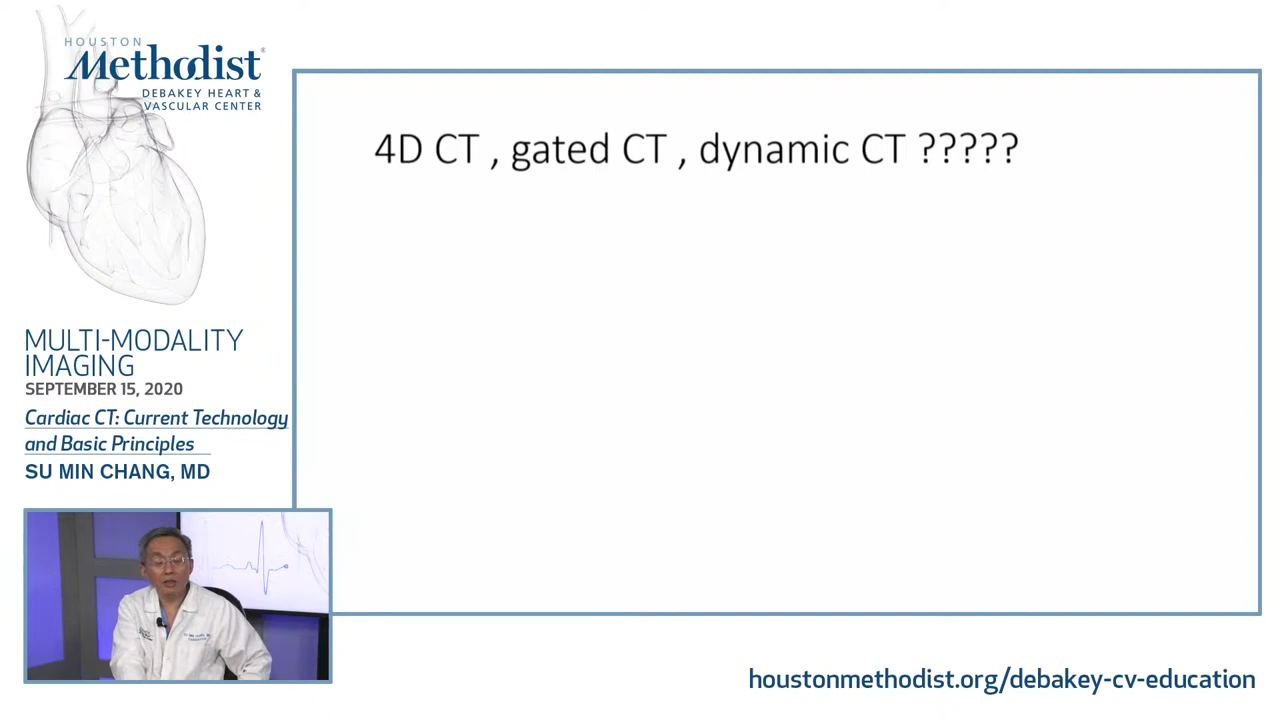 HOUSTON
Methodist®
DEBAKEY HEART &
VASCULAR CENTER
4D CT , gated CT , dynamic CT ?????
MULTI-MODALITY
IMAGING
SEPTEMBER 15, 2020
Cardiac CT: Current Technology
and Basic Principles
SU MIN CHANG, MD
houstonmethodist.org/debakey-cv-education